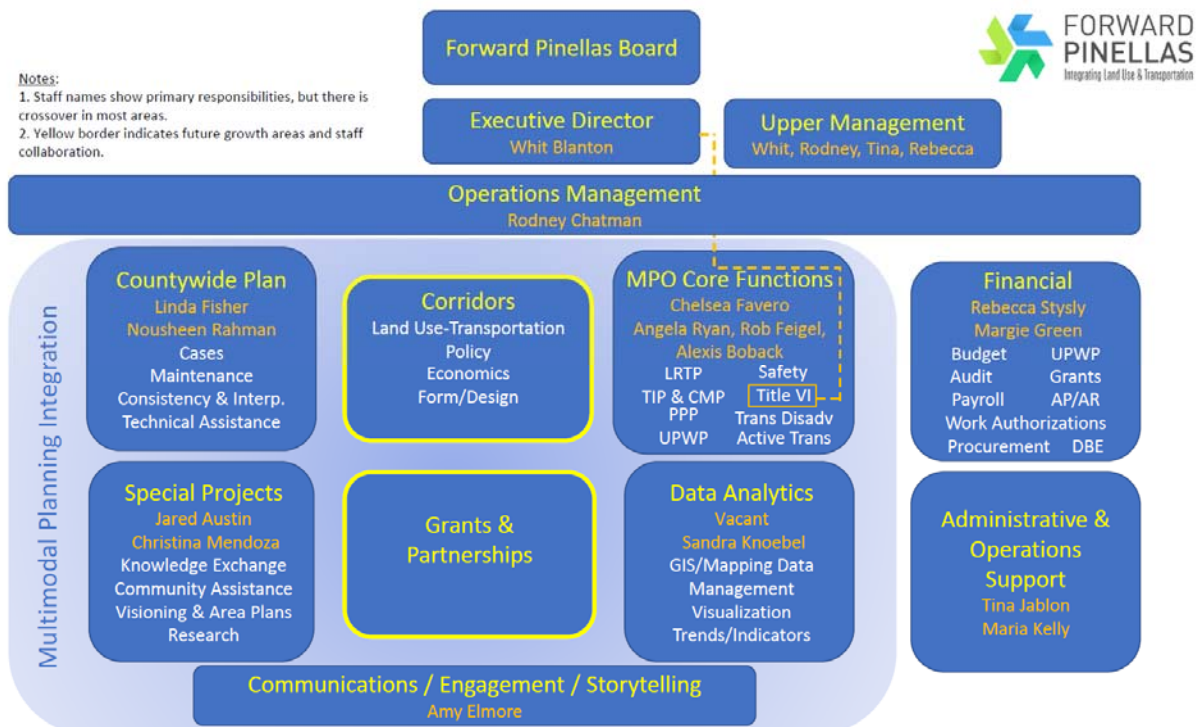 Forward Pinellas Board
FORWARD
PINELLAS
Integrating Land Use & Transportation
Notes:
1. Staff names show primary responsibilities, but there is
crossover in most areas.
2. Yellow border indicates future growth areas and staff
collaboration.
Executive Director
Whit Blanton
Upper Management
Whit, Rodney, Tina, Rebecca
Operations Management
Rodney Chatman
Multimodal Planning Integration
Countywide Plan
Linda Fisher
Nousheen Rahman
Cases
Maintenance
Consistency & Interp.
Technical Assistance
Corridors
Land Use-Transportation
Policy
Economics
Form/Design
MPO Core Functions
Chelsea Favero
Angela Ryan, Rob Feigel,
Alexis Boback
LRTP Safety
TIP & CMP Title VI
PPP Trans Disadv
UPWP Active Trans
Financial
Rebecca Stysly
Margie Green
Budget UPWP
Audit Grants
Payroll AP/AR
Work Authorizations
Procurement DBE
Special Projects
Jared Austin
Christina Mendoza
Knowledge Exchange
Community Assistance
Visioning & Area Plans
Research
Grants &
Partnerships
Data Analytics
Vacant
Sandra Knoebel
GIS/Mapping Data
Management
Visualization
Trends/Indicators
Administrative &
Operations
Support
Tina Jablon
Maria Kelly
Communications / Engagement / Storytelling
Amy Elmore